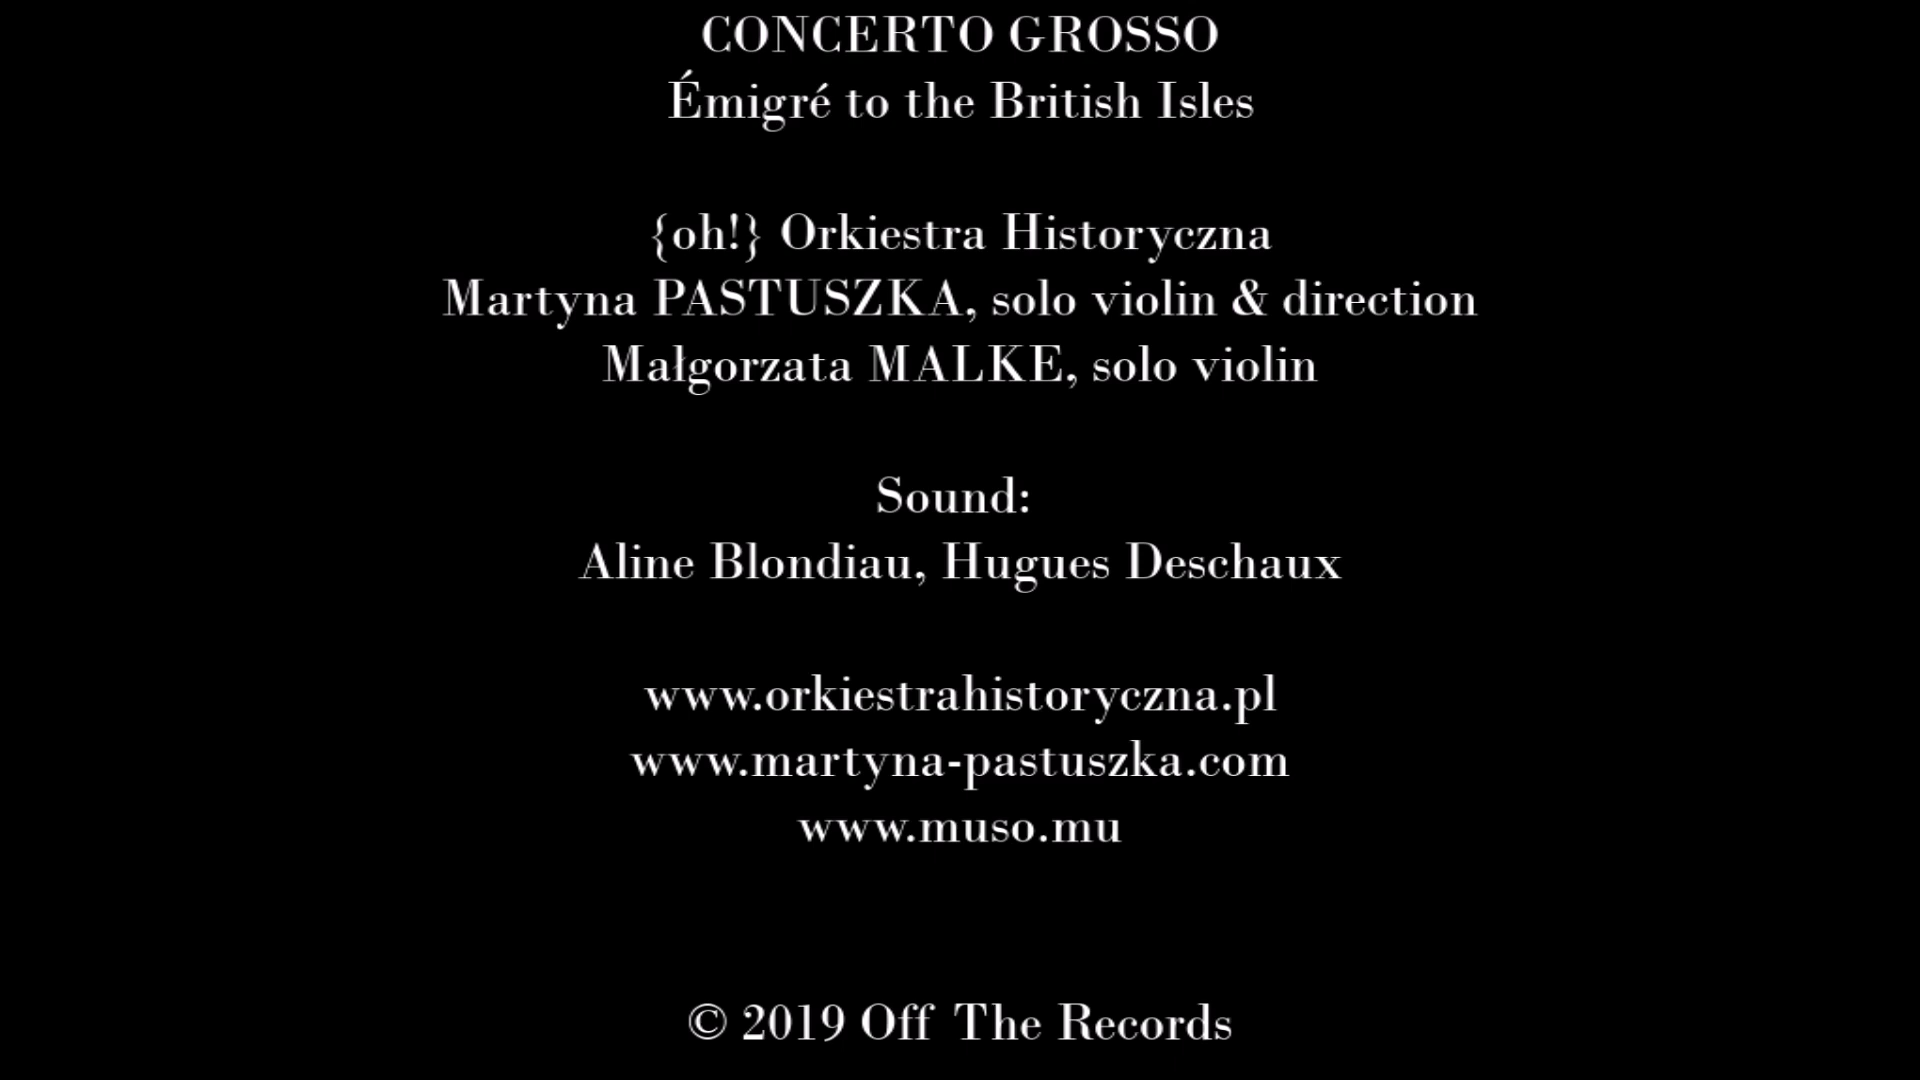 CONCERTO GROSSO
Émigré to the British Isles
{oh!} Orkiestra Historyczna
Martyna PASTUSZKA, solo violin & direction
Małgorzata MALKE, solo violin
Sound:
Aline Blondiau, Hugues Deschaux
www.orkiestrahistoryczna.pl
www.martyna-pastuszka.com
www.muso.mu
© 2019 Off The Records